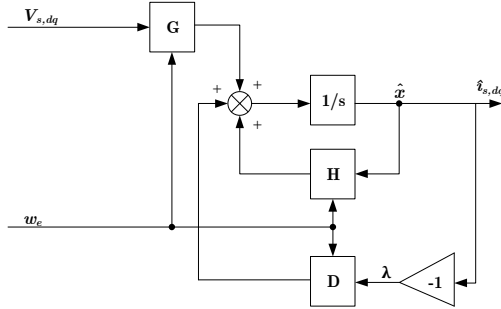 V_{s,dq}
G
+
+
+
1/s
x̂
î_{s,dq}
H
w_e
D
λ
-1